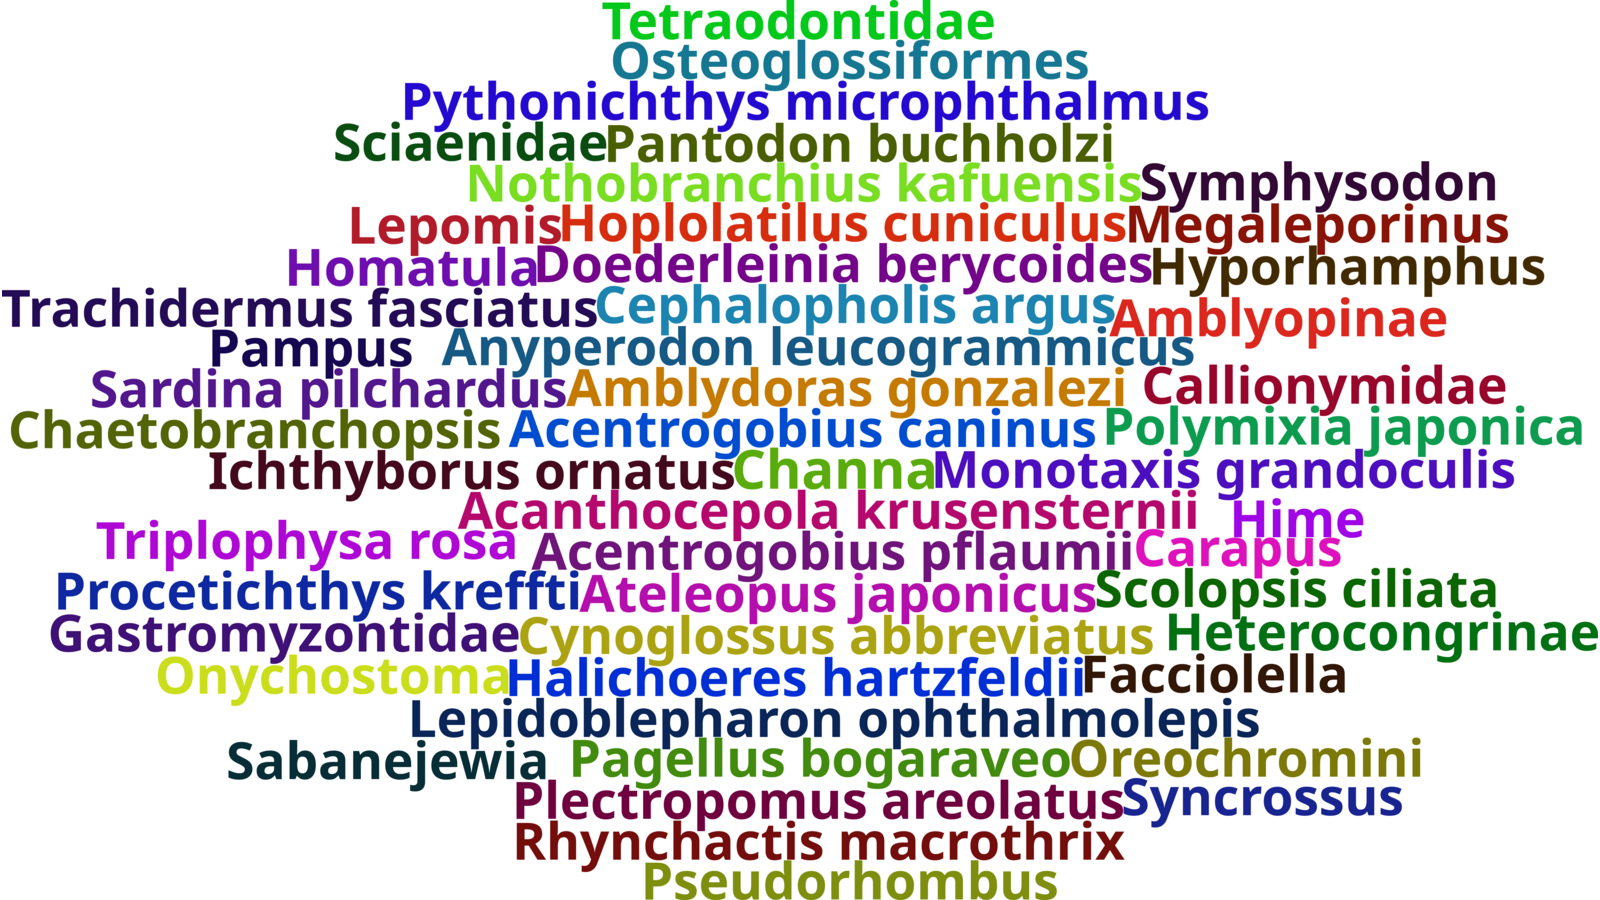 Tetraodontidae
Osteoglossiformes
Pythonichthys microphthalmus
Sciaenidae Pantodon buchholzi
Nothobranchius kafuensis Symphysodon
Lepomis Hoplolatilus cuniculus Megaleporinus
Homatula Doederleinia berycoides Hyporhamphus
Trachidermus fasciatus Cephalopholis argus Amblyopinae
Pampus Anyperodon leucogrammicus
Sardina pilchardus Amblydoras gonzalezi Callionymidae
Chaetobranchopsis Acentrogobius caninus Polymixia japonica
Ichthyborus ornatus Channa Monotaxis grandoculis
Acanthocepola krusensternii Hime
Triplophysa rosa Acentrogobius pflaumii Carapus
Procetichthys kreffti Ateleopus japonicus Scolopsis ciliata
Gastromyzontidae Cynoglossus abbreviatus Heterocongrinae
Onychostoma Halichoeres hartzfeldii Facciolella
Lepidoblepharon ophthalmolepis
Sabanejewia Pagellus bogaraveo Oreochromini
Plectropomus areolatus Syncrossus
Rhynchactis macrothrix
Pseudorhombus